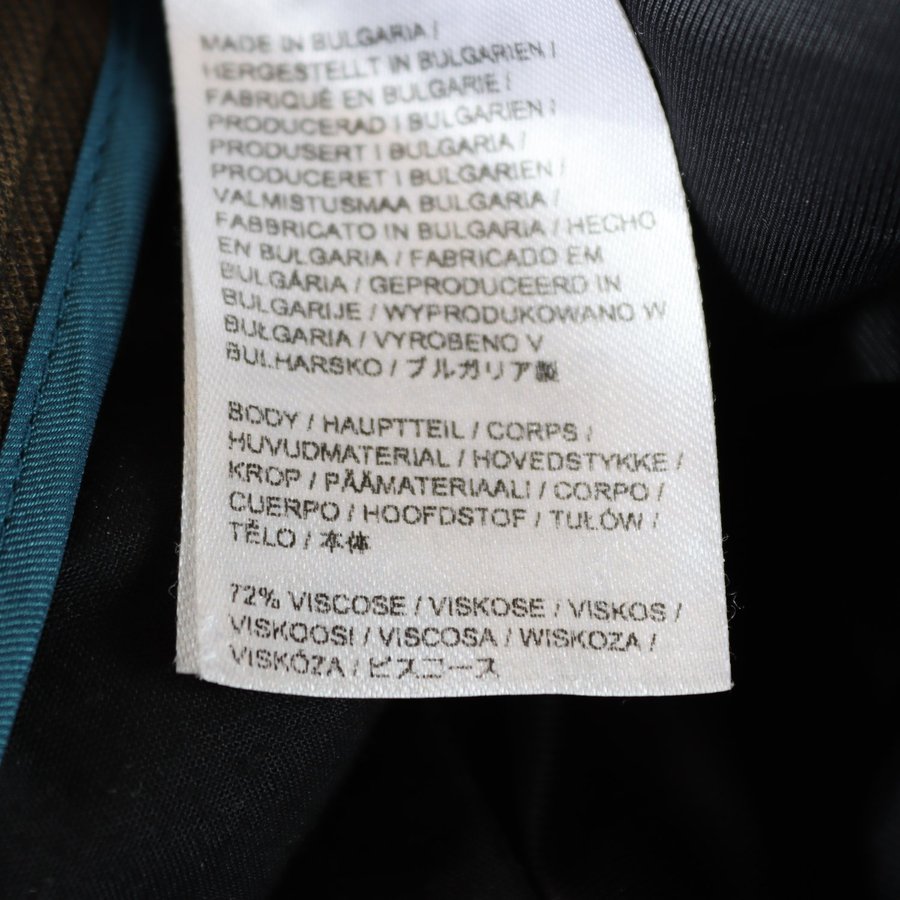 MADE IN BULGARIA /
HERGESTELLT IN BULGARIEN /
FABRIQUÉ EN BULGARIE /
PRODUCERAD I BULGARIEN /
PRODUSERT I BULGARIA /
PRODUCERET I BULGARIEN /
VALMISTUSMAA BULGARIA /
FABBRICATO IN BULGARIA / HECHO
EN BULGARIA / FABRICADO EM
BULGÁRIA / GEPRODUCEERD IN
BULGARIJE / WYPRODUKOWANO W
BUŁGARIA / VYROBENO V
BULHARSKO / ブルガリア製
BODY / HAUPTTEIL / CORPS /
HUVUDMATERIAL / HOVEDSTYKKE /
KROP / PÄÄMATERIAALI / CORPO /
CUERPO / HOOFDSTOF / TUŁÓW /
TĚLO / 本体
72% VISCOSE / VISKOSE / VISKOS /
VISKOOSI / VISCOSA / WISKOZA /
VISKÓZA / ビスコース